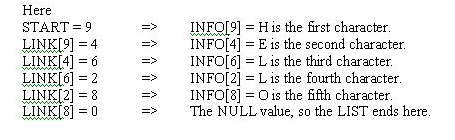 Here
START = 9 => INFO[9] = H is the first character.
LINK[9] = 4 => INFO[4] = E is the second character.
LINK[4] = 6 => INFO[6] = L is the third character.
LINK[6] = 2 => INFO[2] = L is the fourth character.
LINK[2] = 8 => INFO[8] = O is the fifth character.
LINK[8] = 0 => The NULL value, so the LIST ends here.